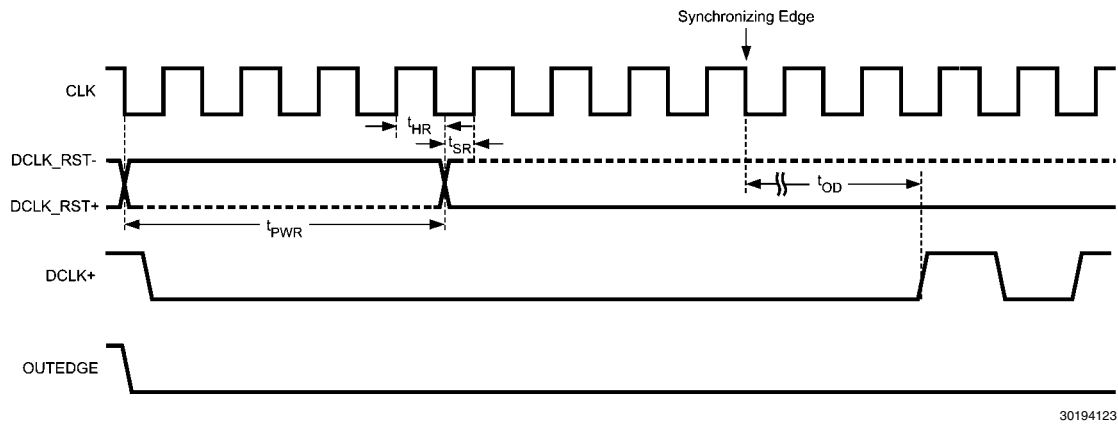 Synchronizing Edge
CLK
tHR
tSR
DCLK_RST-
tOD
DCLK_RST+
tPWR
DCLK+
OUTEDGE
30194123